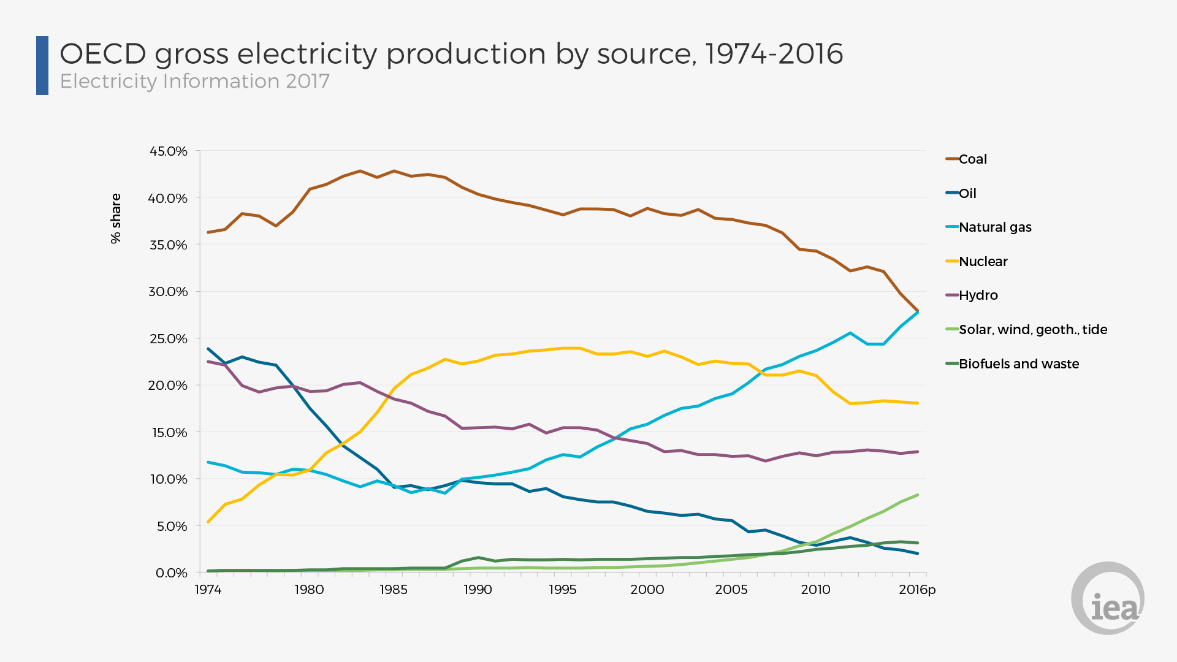 OECD gross electricity production by source, 1974-2016
Electricity Information 2017
% share
45.0%
40.0%
35.0%
30.0%
25.0%
20.0%
15.0%
10.0%
5.0%
0.0%
1974 1980 1985 1990 1995 2000 2005 2010 2016p
Coal
Oil
Natural gas
Nuclear
Hydro
Solar, wind, geoth., tide
Biofuels and waste
iea